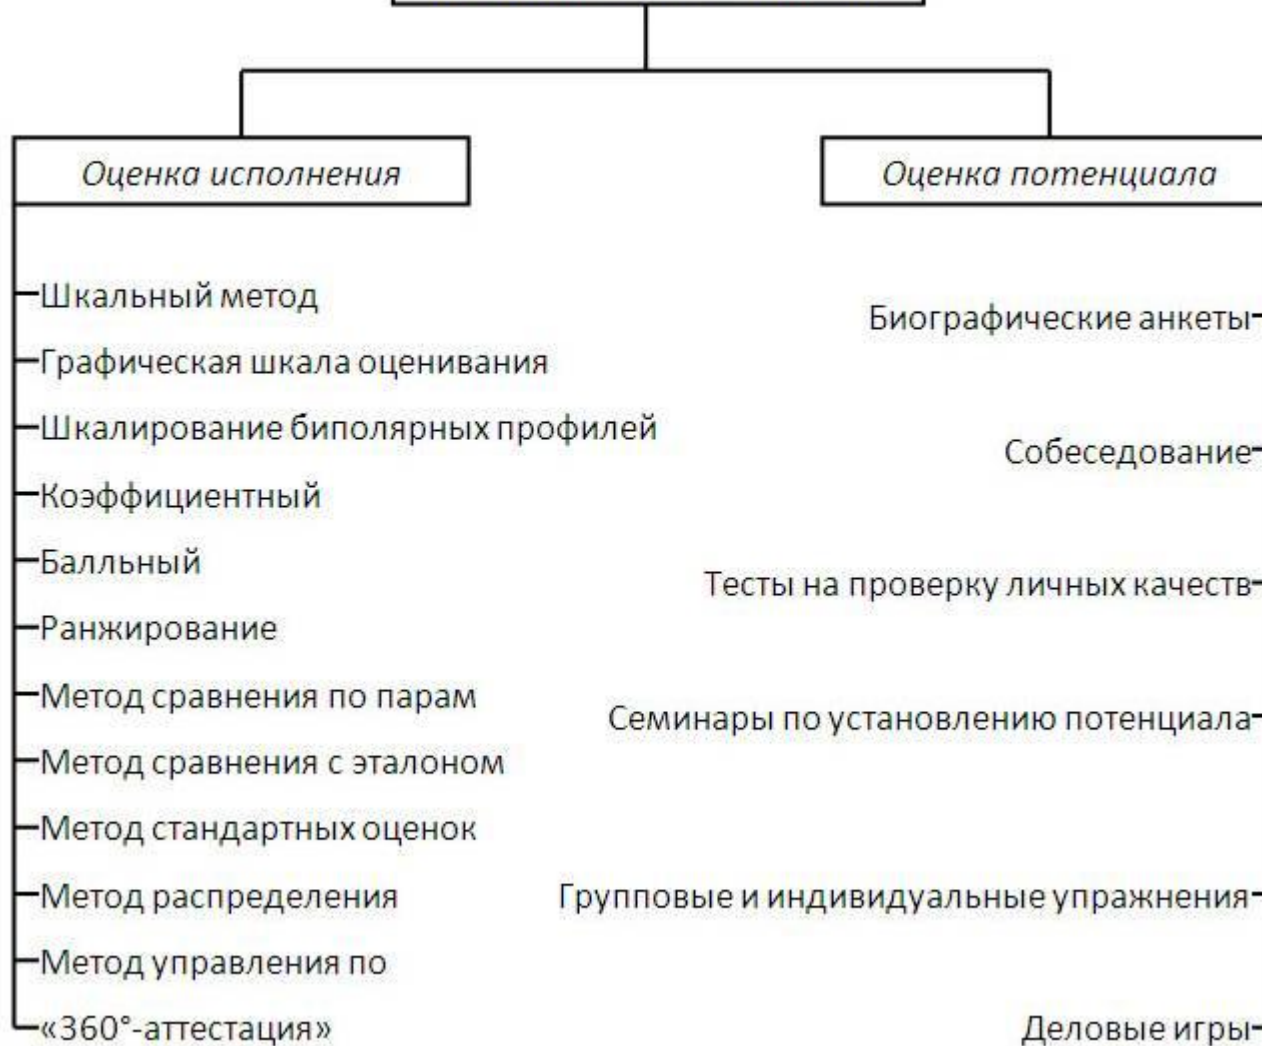 Оценка исполнения
Шкальный метод
Графическая шкала оценивания
Шкалирование биполярных профилей
Коэффициентный
Балльный
Ранжирование
Метод сравнения по парам
Метод сравнения с эталоном
Метод стандартных оценок
Метод распределения
Метод управления по
«360°-аттестация»
Оценка потенциала
Биографические анкеты
Собеседование
Тесты на проверку личных качеств
Семинары по установлению потенциала
Групповые и индивидуальные упражнения
Деловые игры